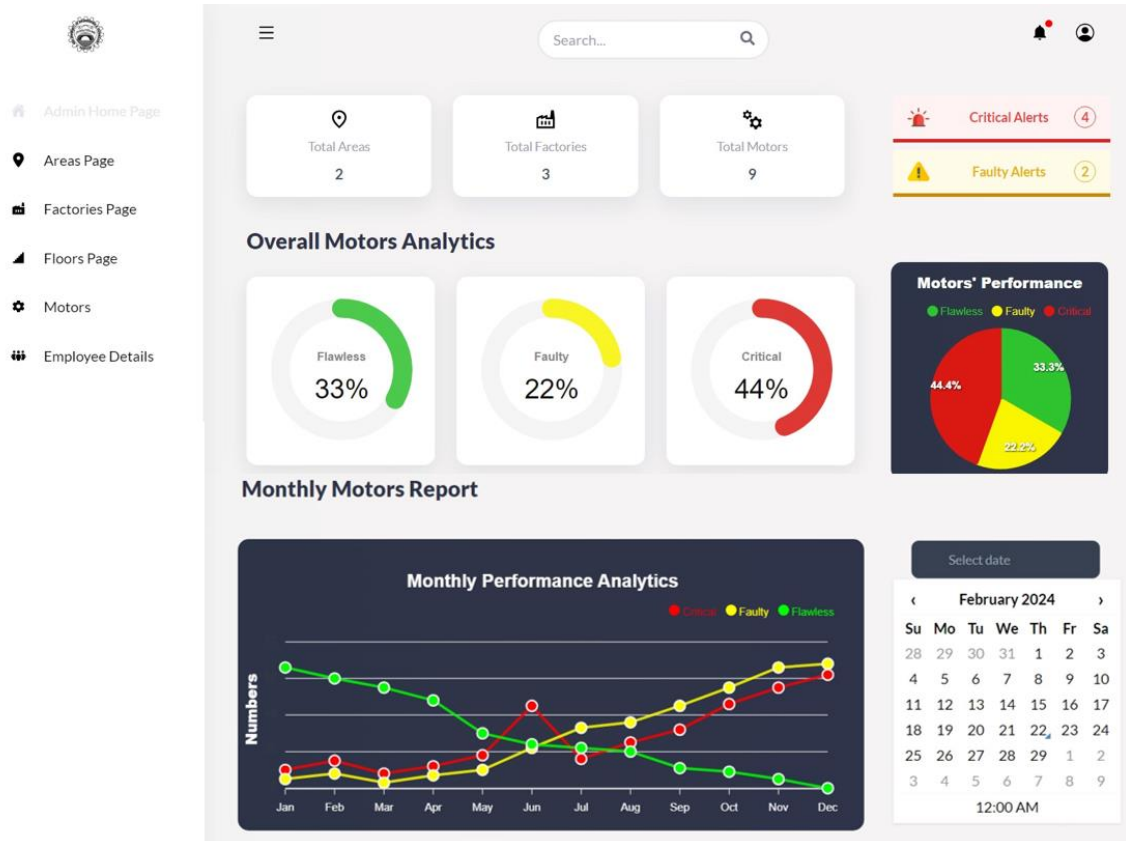 Search...
Admin Home Page
Areas Page
Factories Page
Floors Page
Motors
Employee Details
Total Areas
2
Total Factories
3
Total Motors
9
Critical Alerts 4
Faulty Alerts 2
Overall Motors Analytics
Flawless
33%
Faulty
22%
Critical
44%
Motors' Performance
Flawless Faulty Critical
33.3%
44.4%
22.2%
Monthly Motors Report
Monthly Performance Analytics
Critical Faulty Flawless
Numbers
Jan Feb Mar Apr May Jun Jul Aug Sep Oct Nov Dec
Select date
‹ February 2024 ›
Su Mo Tu We Th Fr Sa
28 29 30 31 1 2 3
4 5 6 7 8 9 10
11 12 13 14 15 16 17
18 19 20 21 22 23 24
25 26 27 28 29 1 2
3 4 5 6 7 8 9
12:00 AM